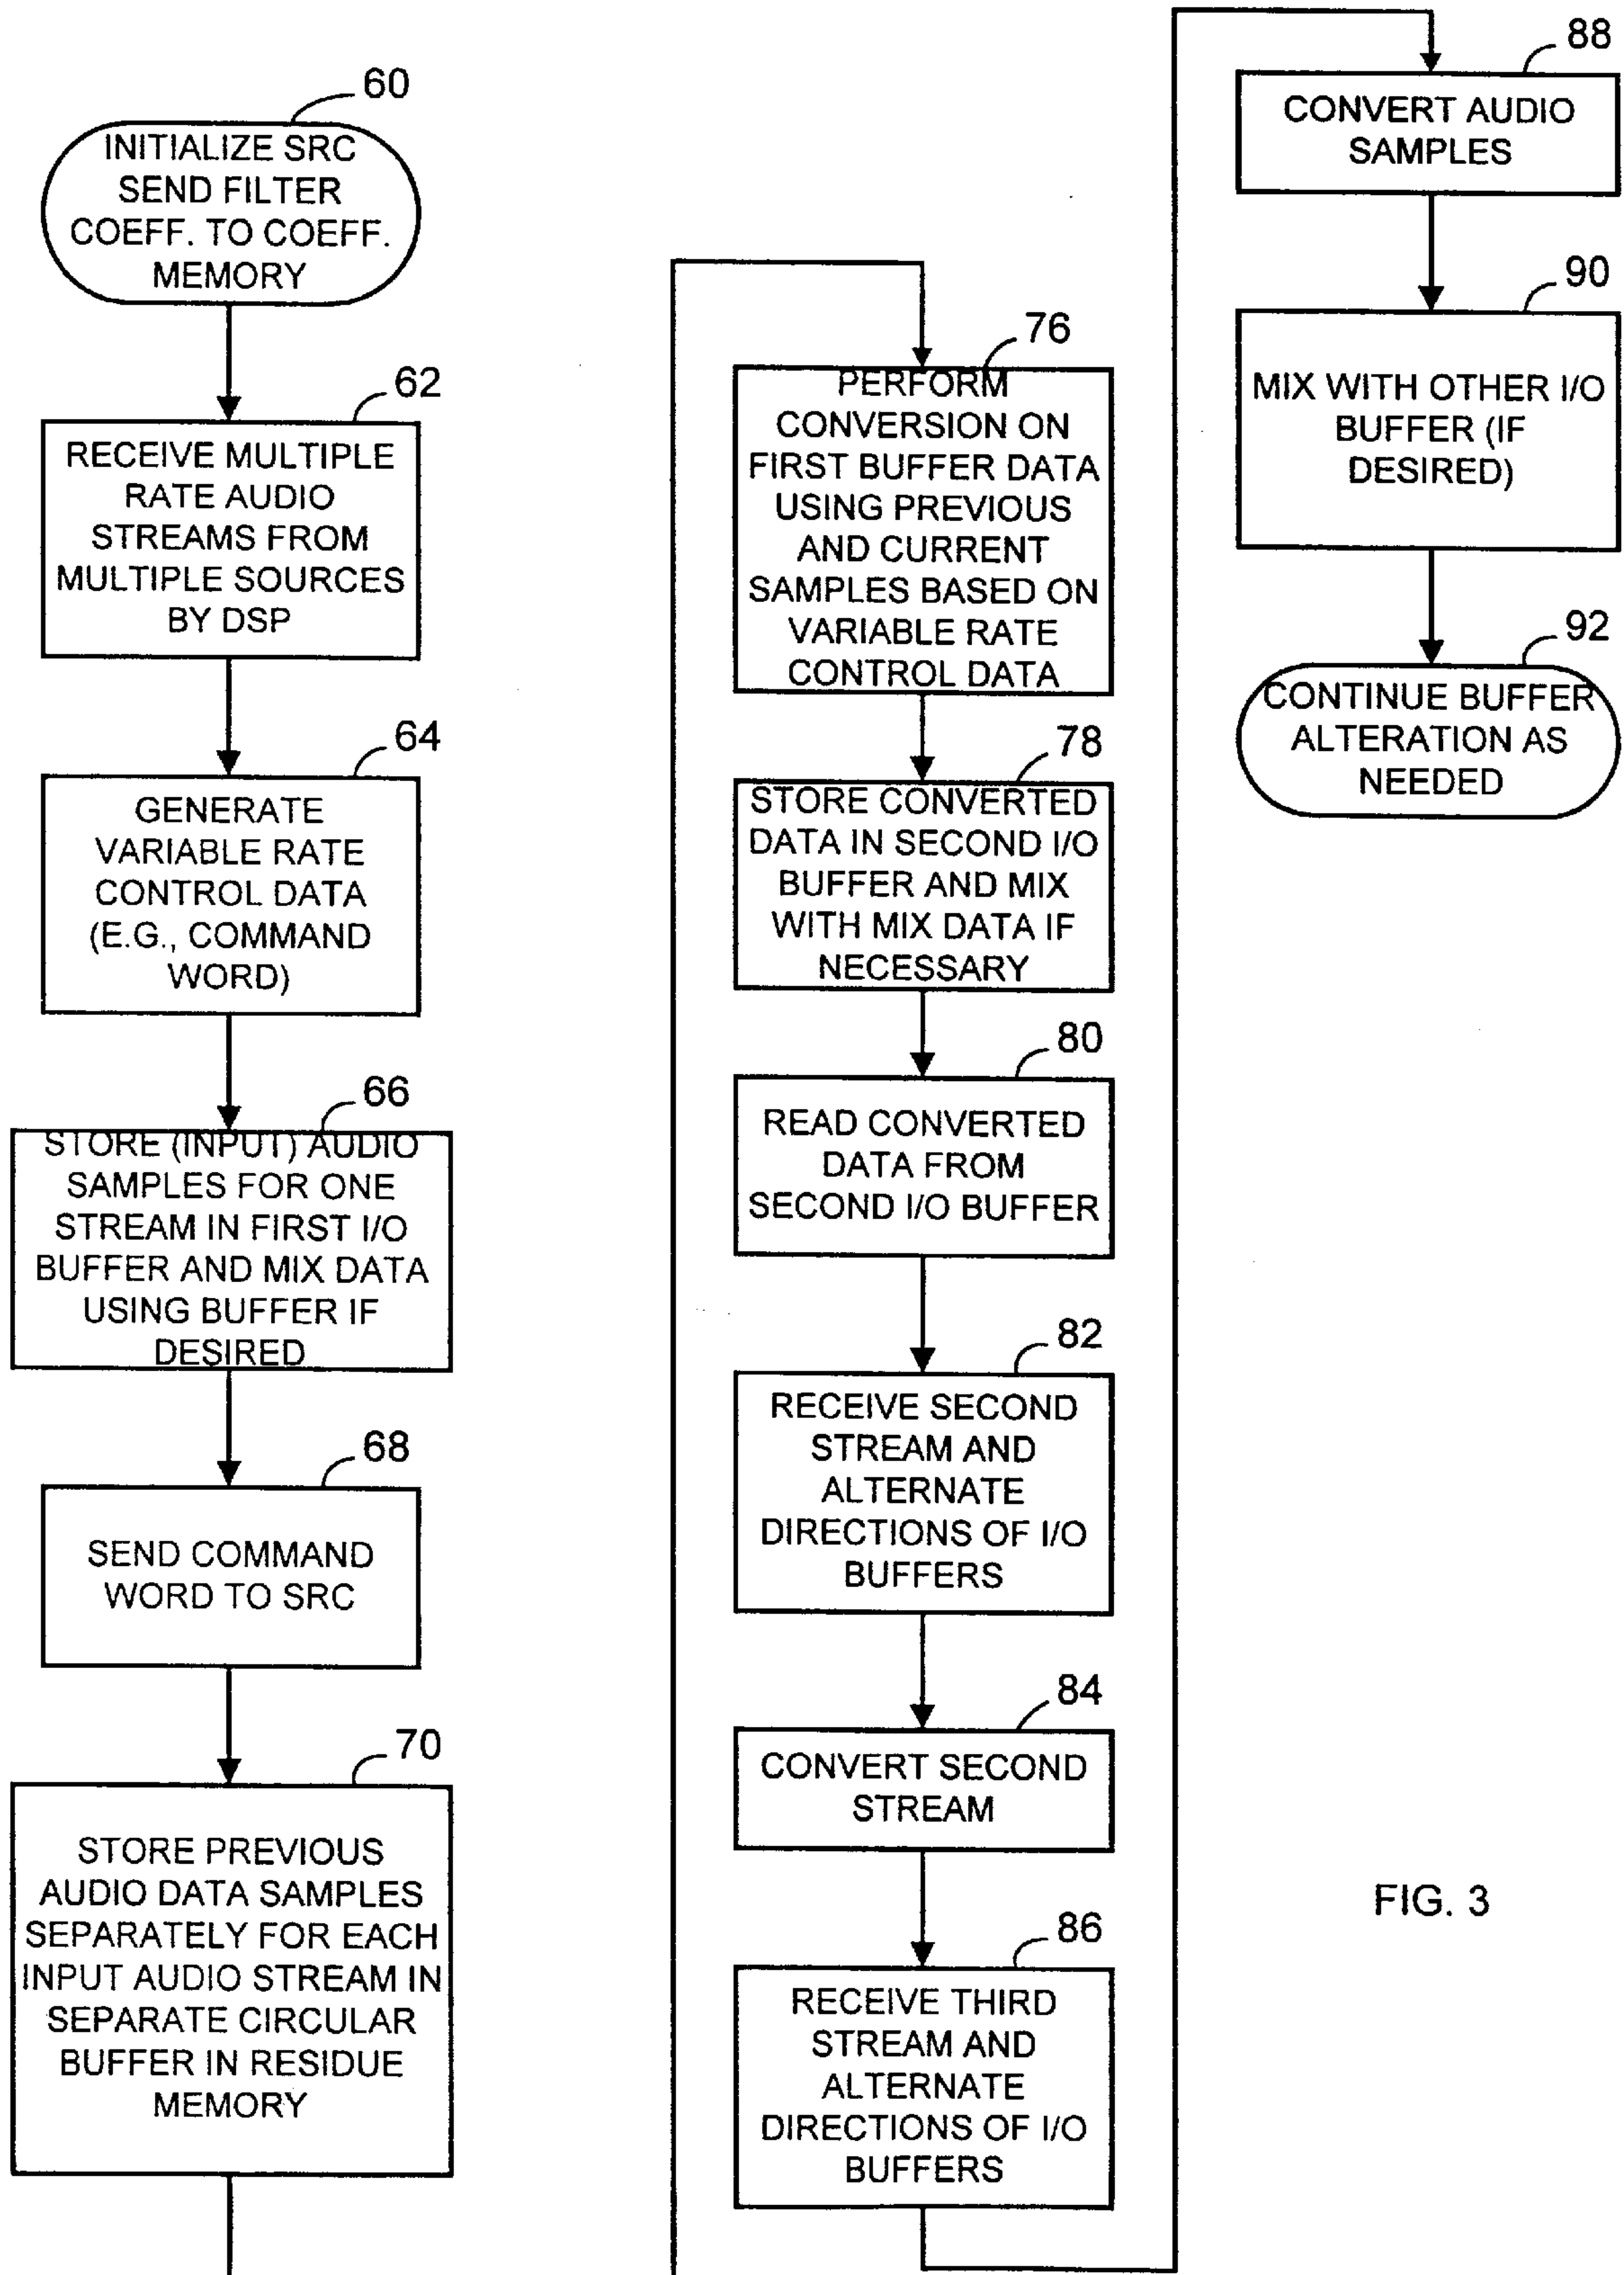 60
INITIALIZE SRC
SEND FILTER
COEFF. TO COEFF.
MEMORY
62
RECEIVE MULTIPLE
RATE AUDIO
STREAMS FROM
MULTIPLE SOURCES
BY DSP
64
GENERATE
VARIABLE RATE
CONTROL DATA
(E.G., COMMAND
WORD)
66
STORE (INPUT) AUDIO
SAMPLES FOR ONE
STREAM IN FIRST I/O
BUFFER AND MIX DATA
USING BUFFER IF
DESIRED
68
SEND COMMAND
WORD TO SRC
70
STORE PREVIOUS
AUDIO DATA SAMPLES
SEPARATELY FOR EACH
INPUT AUDIO STREAM IN
SEPARATE CIRCULAR
BUFFER IN RESIDUE
MEMORY
76
PERFORM
CONVERSION ON
FIRST BUFFER DATA
USING PREVIOUS
AND CURRENT
SAMPLES BASED ON
VARIABLE RATE
CONTROL DATA
78
STORE CONVERTED
DATA IN SECOND I/O
BUFFER AND MIX
WITH MIX DATA IF
NECESSARY
80
READ CONVERTED
DATA FROM
SECOND I/O BUFFER
82
RECEIVE SECOND
STREAM AND
ALTERNATE
DIRECTIONS OF I/O
BUFFERS
84
CONVERT SECOND
STREAM
86
RECEIVE THIRD
STREAM AND
ALTERNATE
DIRECTIONS OF I/O
BUFFERS
88
CONVERT AUDIO
SAMPLES
90
MIX WITH OTHER I/O
BUFFER (IF
DESIRED)
92
CONTINUE BUFFER
ALTERATION AS
NEEDED
FIG. 3